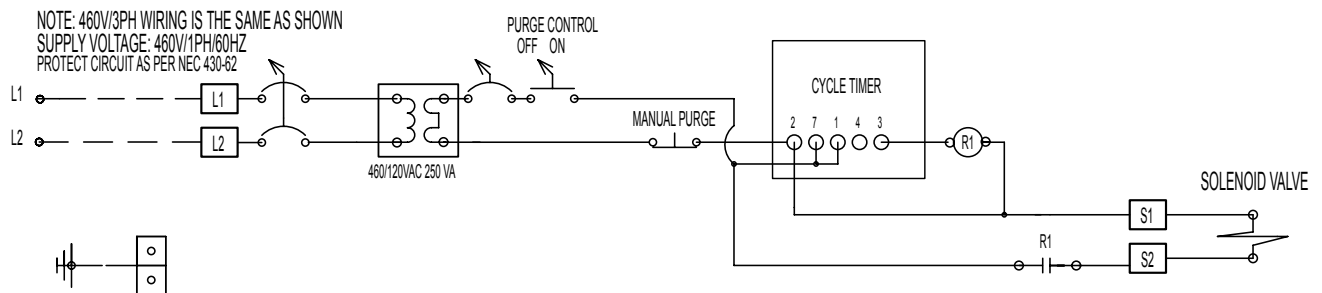 NOTE: 460V/3PH WIRING IS THE SAME AS SHOWN
SUPPLY VOLTAGE: 460V/1PH/60HZ
PROTECT CIRCUIT AS PER NEC 430-62
PURGE CONTROL
OFF ON
CYCLE TIMER
L1
L1
MANUAL PURGE
2 7 1 4 3
L2
L2
R1
460/120VAC 250 VA
SOLENOID VALVE
S1
R1
S2